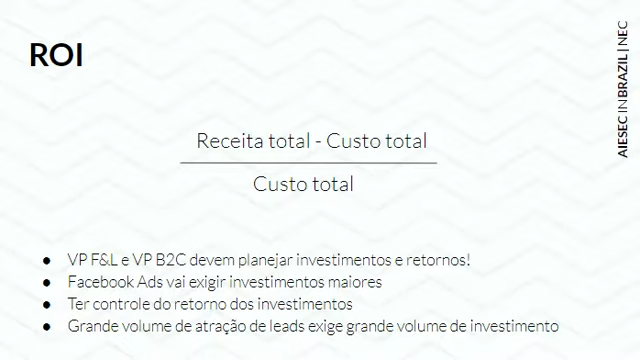 ROI
AIESEC IN BRAZIL | NEC
Receita total - Custo total
Custo total
● VP F&L e VP B2C devem planejar investimentos e retornos!
● Facebook Ads vai exigir investimentos maiores
● Ter controle do retorno dos investimentos
● Grande volume de atração de leads exige grande volume de investimento